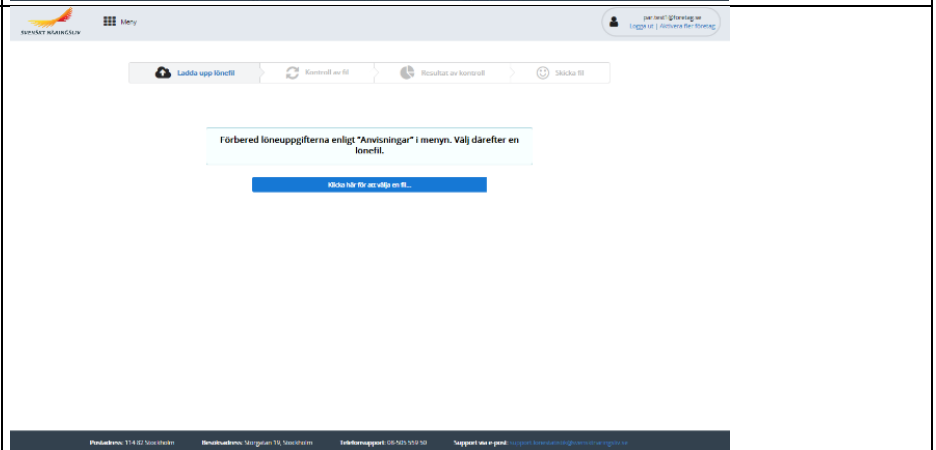 SVENSKT NÄRINGSLIV
Meny
Logga ut | Aktivera fler företag
Ladda upp lönefil
Kontroll av fil
Resultat av kontroll
Skicka fil
Förbered löneuppgifterna enligt "Anvisningar" i menyn. Välj därefter en
lönefil.
Klicka här för att välja en fil...
Postadress: 114 82 Stockholm
Besöksadress: Storgatan 19, Stockholm
Telefonsupport: 08-505 559 50
Support via e-post: